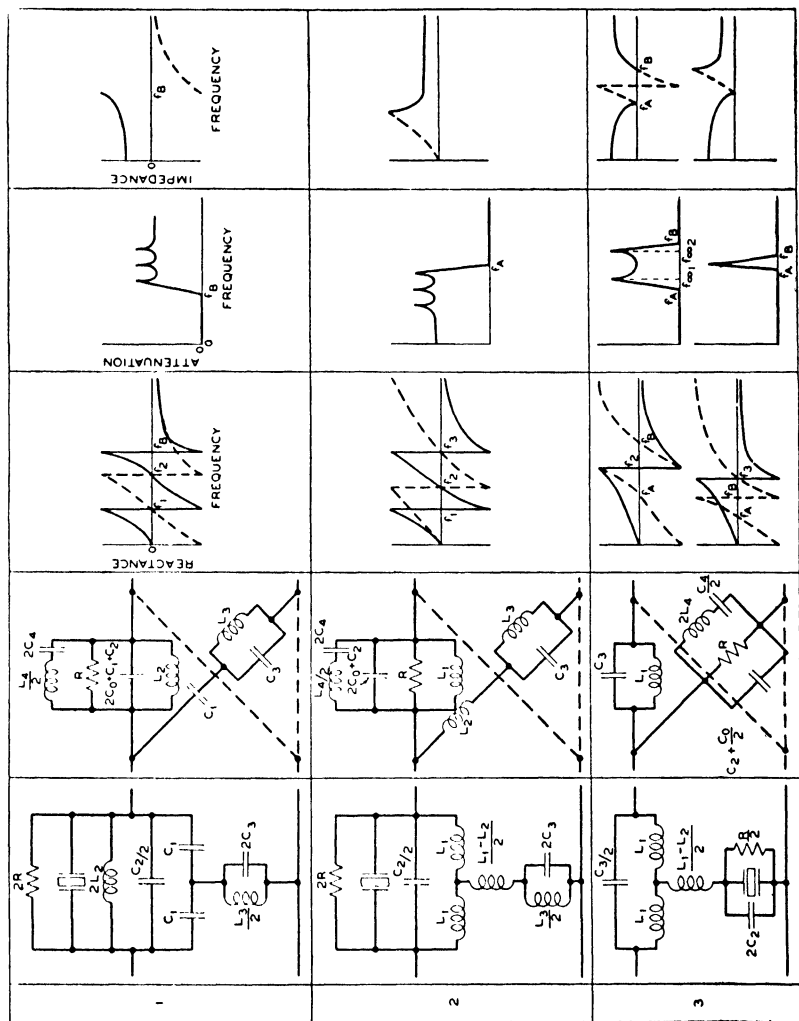 1
2R
2L2
C2/2
C1
C1
L3/2
2C3
L4/2
2C4
R
2C0+C1+C2
L2
C1
L3
C3
REACTANCE
0
f1
f2
fB
FREQUENCY
ATTENUATION
0
0
fB
FREQUENCY
IMPEDANCE
0
fB
FREQUENCY
2
2R
C2/2
L1
L1
L1-L2/2
L3/2
2C3
L4/2
2C4
2C0+C2
R
L1
L2
L3
C3
f1
f2
f3
fA
3
C3/2
L1
L1
L1-L2/2
2C2
R/2
C3
L1
2L4
C4/2
R
C2+C0/2
fA
f2
fB
fA
fB
f3
fA
f∞1
f∞2
fB
fA
fB
fA
fB